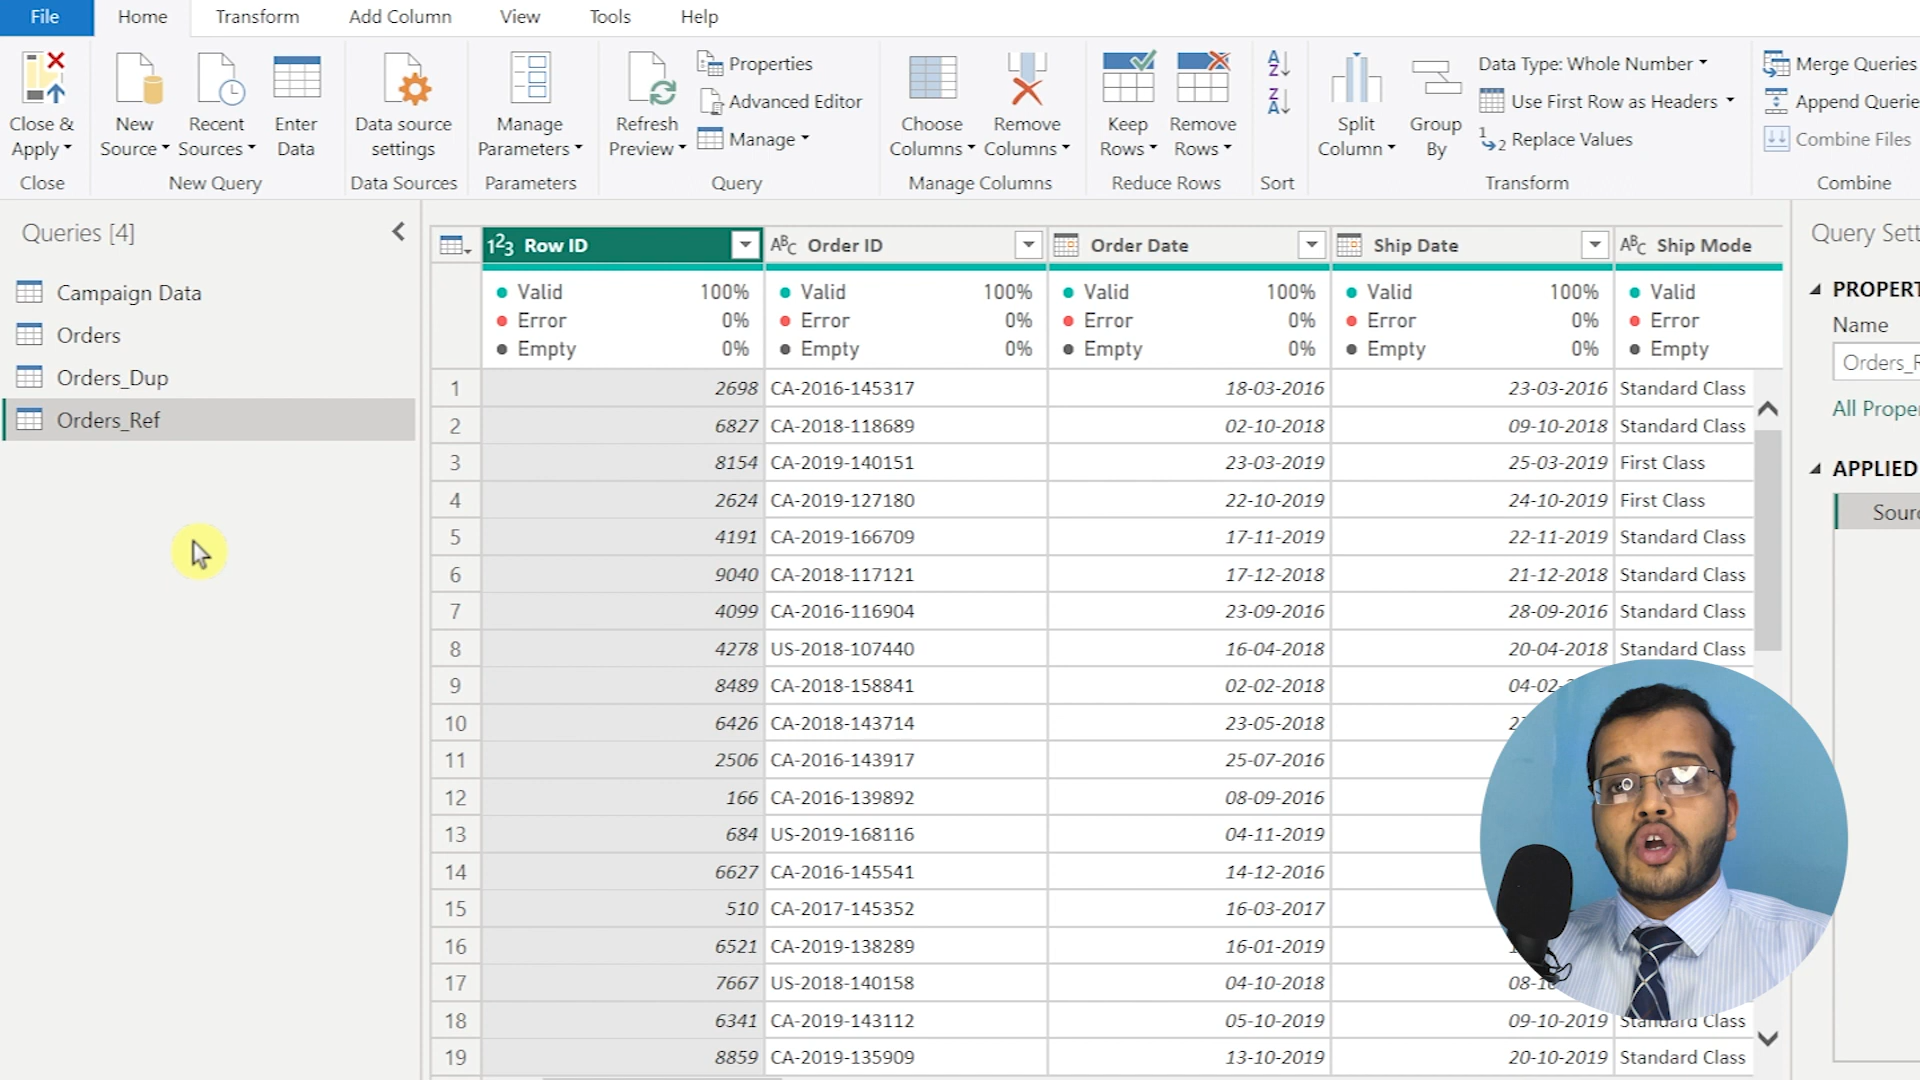 File Home Transform Add Column View Tools Help
Close & Apply
New Source
Recent Sources
Enter Data
Data source settings
Manage Parameters
Refresh Preview
Properties
Advanced Editor
Manage
Choose Columns
Remove Columns
Keep Rows
Remove Rows
Split Column
Group By
Data Type: Whole Number
Use First Row as Headers
Replace Values
Merge Queries
Append Querie
Combine Files
Close New Query Data Sources Parameters Query Manage Columns Reduce Rows Sort Transform Combine
Queries [4]
Campaign Data
Orders
Orders_Dup
Orders_Ref
Row ID Order ID Order Date Ship Date Ship Mode
Valid 100% Valid 100% Valid 100% Valid 100% Valid
Error 0% Error 0% Error 0% Error 0% Error
Empty 0% Empty 0% Empty 0% Empty 0% Empty
1 2698 CA-2016-145317 18-03-2016 23-03-2016 Standard Class
2 6827 CA-2018-118689 02-10-2018 09-10-2018 Standard Class
3 8154 CA-2019-140151 23-03-2019 25-03-2019 First Class
4 2624 CA-2019-127180 22-10-2019 24-10-2019 First Class
5 4191 CA-2019-166709 17-11-2019 22-11-2019 Standard Class
6 9040 CA-2018-117121 17-12-2018 21-12-2018 Standard Class
7 4099 CA-2016-116904 23-09-2016 28-09-2016 Standard Class
8 4278 US-2018-107440 16-04-2018 20-04-2018 Standard Class
9 8489 CA-2018-158841 02-02-2018 04-02-
10 6426 CA-2018-143714 23-05-2018
11 2506 CA-2016-143917 25-07-2016
12 166 CA-2016-139892 08-09-2016
13 684 US-2019-168116 04-11-2019
14 6627 CA-2016-145541 14-12-2016
15 510 CA-2017-145352 16-03-2017
16 6521 CA-2019-138289 16-01-2019
17 7667 US-2018-140158 04-10-2018 08-1
18 6341 CA-2019-143112 05-10-2019 09-10-2019 Standard Class
19 8859 CA-2019-135909 13-10-2019 20-10-2019 Standard Class
Query Sett
PROPERT
Name
Orders_R
All Proper
APPLIED
Sourc